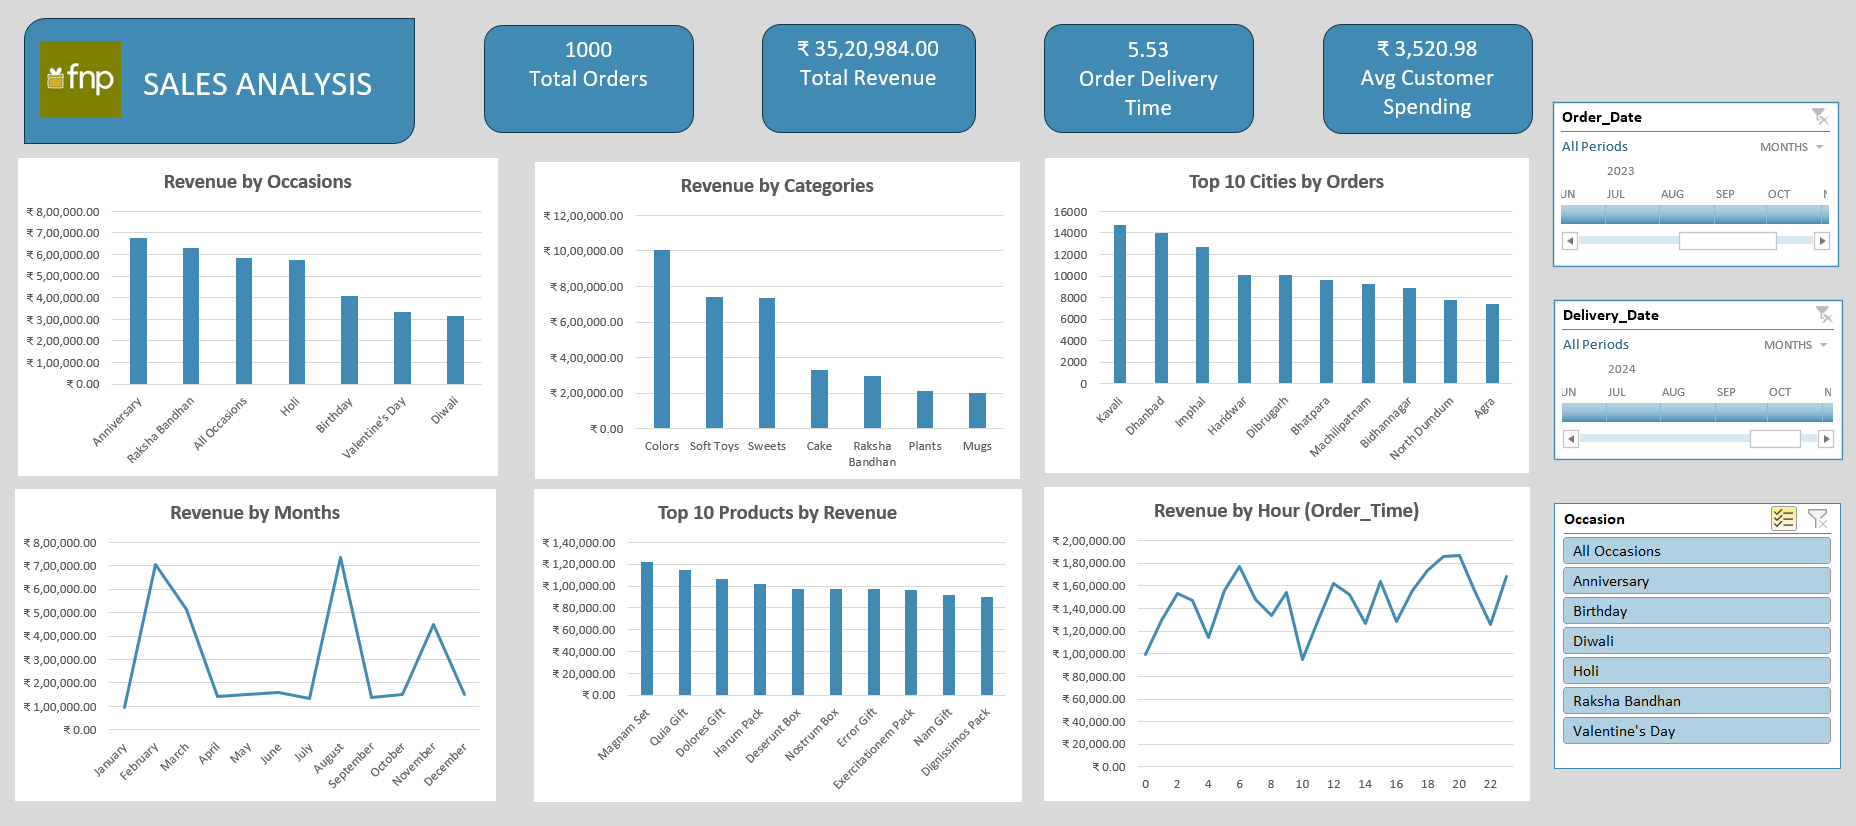 fnp
SALES ANALYSIS
1000
Total Orders
₹ 35,20,984.00
Total Revenue
5.53
Order Delivery
Time
₹ 3,520.98
Avg Customer
Spending
Revenue by Occasions
₹ 8,00,000.00
₹ 7,00,000.00
₹ 6,00,000.00
₹ 5,00,000.00
₹ 4,00,000.00
₹ 3,00,000.00
₹ 2,00,000.00
₹ 1,00,000.00
₹ 0.00
Anniversary
Raksha Bandhan
All Occasions
Holi
Birthday
Valentine's Day
Diwali
Revenue by Categories
₹ 12,00,000.00
₹ 10,00,000.00
₹ 8,00,000.00
₹ 6,00,000.00
₹ 4,00,000.00
₹ 2,00,000.00
₹ 0.00
Colors
Soft Toys
Sweets
Cake
Raksha
Bandhan
Plants
Mugs
Top 10 Cities by Orders
16000
14000
12000
10000
8000
6000
4000
2000
0
Kavali
Dhanbad
Imphal
Haridwar
Dibrugarh
Bhatpara
Machilipatnam
Bidhannagar
North Dumdum
Agra
Order_Date
All Periods
MONTHS
2023
UN JUL AUG SEP OCT N
Delivery_Date
All Periods
MONTHS
2024
UN JUL AUG SEP OCT N
Revenue by Months
₹ 8,00,000.00
₹ 7,00,000.00
₹ 6,00,000.00
₹ 5,00,000.00
₹ 4,00,000.00
₹ 3,00,000.00
₹ 2,00,000.00
₹ 1,00,000.00
₹ 0.00
January
February
March
April
May
June
July
August
September
October
November
December
Top 10 Products by Revenue
₹ 1,40,000.00
₹ 1,20,000.00
₹ 1,00,000.00
₹ 80,000.00
₹ 60,000.00
₹ 40,000.00
₹ 20,000.00
₹ 0.00
Magnam Set
Quia Gift
Dolores Gift
Harum Pack
Deserunt Box
Nostrum Box
Error Gift
Exercitationem Pack
Nam Gift
Dignissimos Pack
Revenue by Hour (Order_Time)
₹ 2,00,000.00
₹ 1,80,000.00
₹ 1,60,000.00
₹ 1,40,000.00
₹ 1,20,000.00
₹ 1,00,000.00
₹ 80,000.00
₹ 60,000.00
₹ 40,000.00
₹ 20,000.00
₹ 0.00
0 2 4 6 8 10 12 14 16 18 20 22
Occasion
All Occasions
Anniversary
Birthday
Diwali
Holi
Raksha Bandhan
Valentine's Day